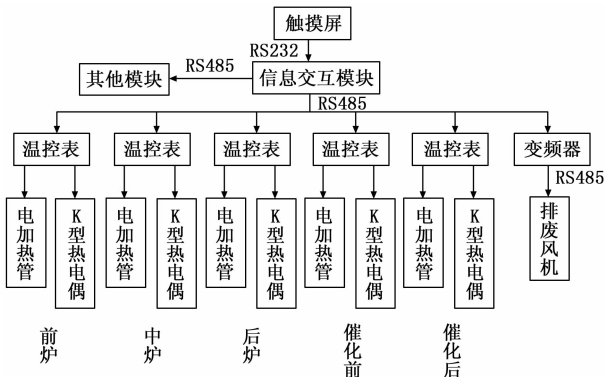 触摸屏
RS232
RS485
其他模块
信息交互模块
RS485
温控表
温控表
温控表
温控表
温控表
变频器
RS485
电加热管
K型热电偶
电加热管
K型热电偶
电加热管
K型热电偶
电加热管
K型热电偶
电加热管
K型热电偶
排废风机
前炉
中炉
后炉
催化前
催化后